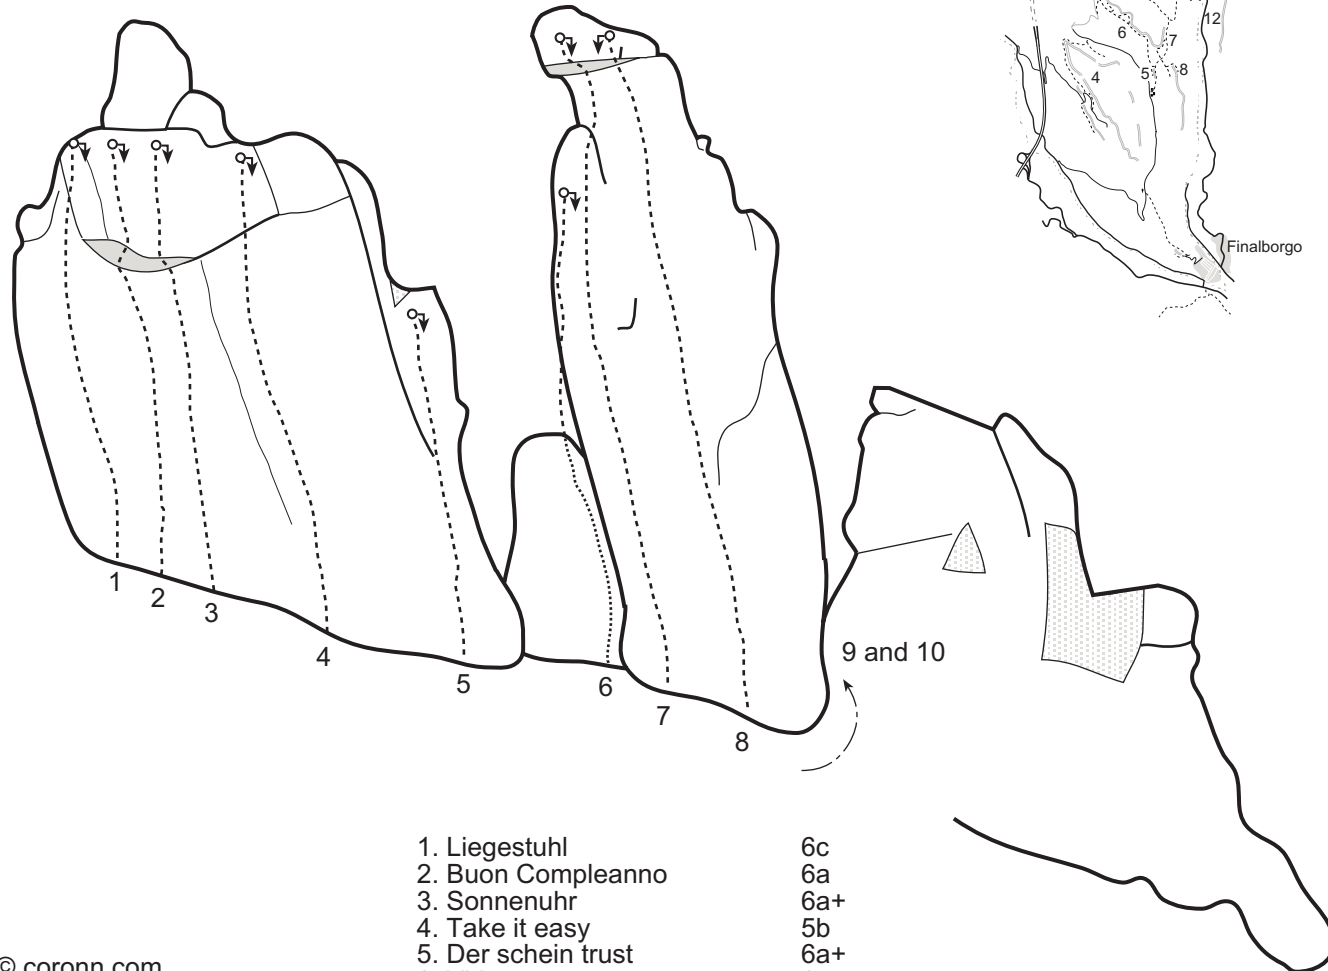 12
6
7
5
8
4
Finalborgo
1
2
3
4
5
6
7
8
9 and 10
1. Liegestuhl 6c
2. Buon Compleanno 6a
3. Sonnenuhr 6a+
4. Take it easy 5b
5. Der schein trust 6a+
© coronn.com